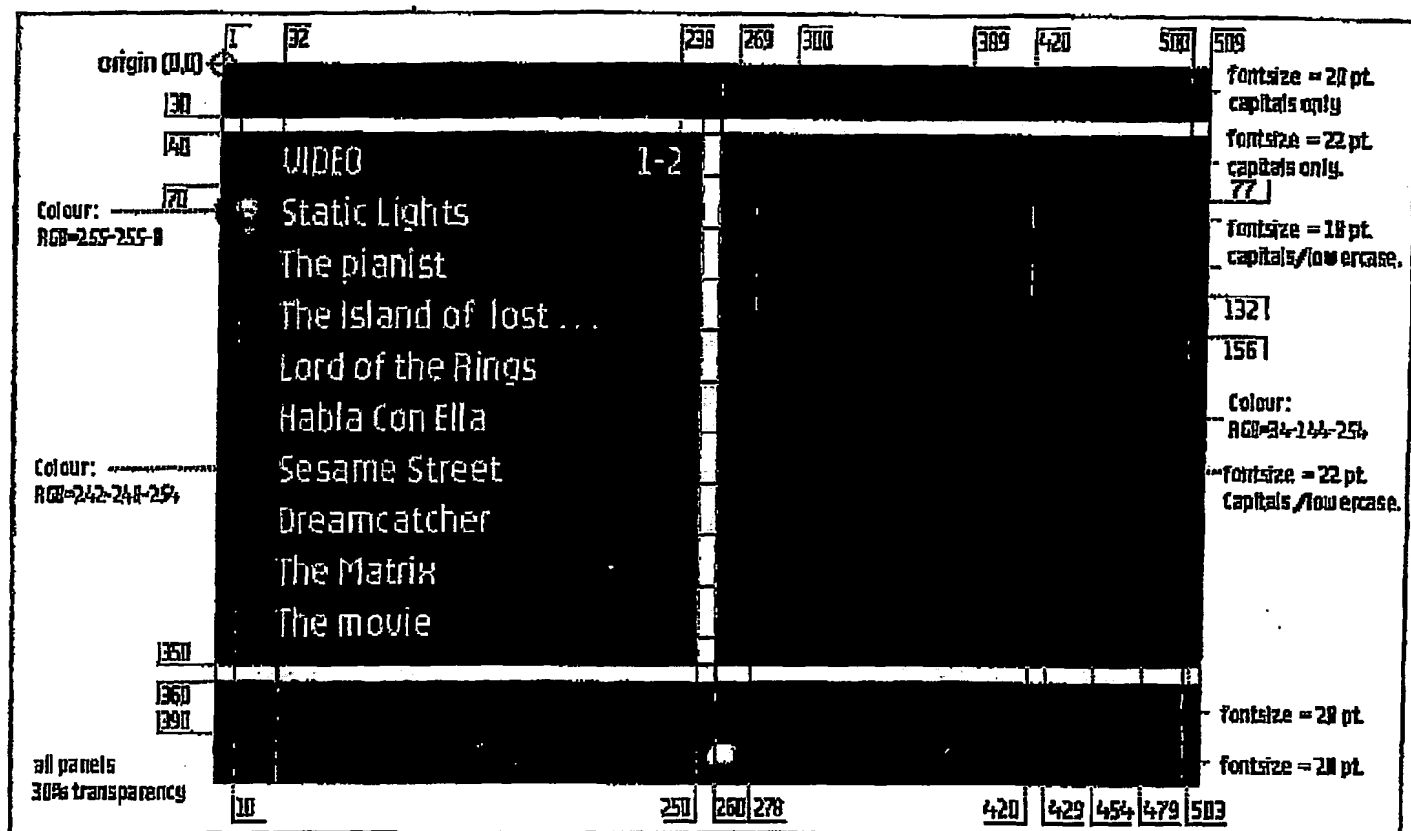 1 32 238 269 300 389 420 500 509
origin (0,0)
fontsize = 20 pt.
capitals only
30
40
fontsize = 22 pt.
capitals only.
VIDEO 1-2
70
77
Colour:
RGB=255-255-0
Static Lights
fontsize = 18 pt.
capitals/lowercase.
The pianist
The Island of lost ...
132
Lord of the Rings
156
Habla Con Ella
Colour:
RGB=34-144-254
Colour:
RGB=242-248-254
Sesame Street
fontsize = 22 pt.
Capitals/lowercase.
Dreamcatcher
The Matrix
The movie
350
360
390
fontsize = 20 pt.
all panels
30% transparency
fontsize = 20 pt.
10 250 260 278 420 429 454 479 503